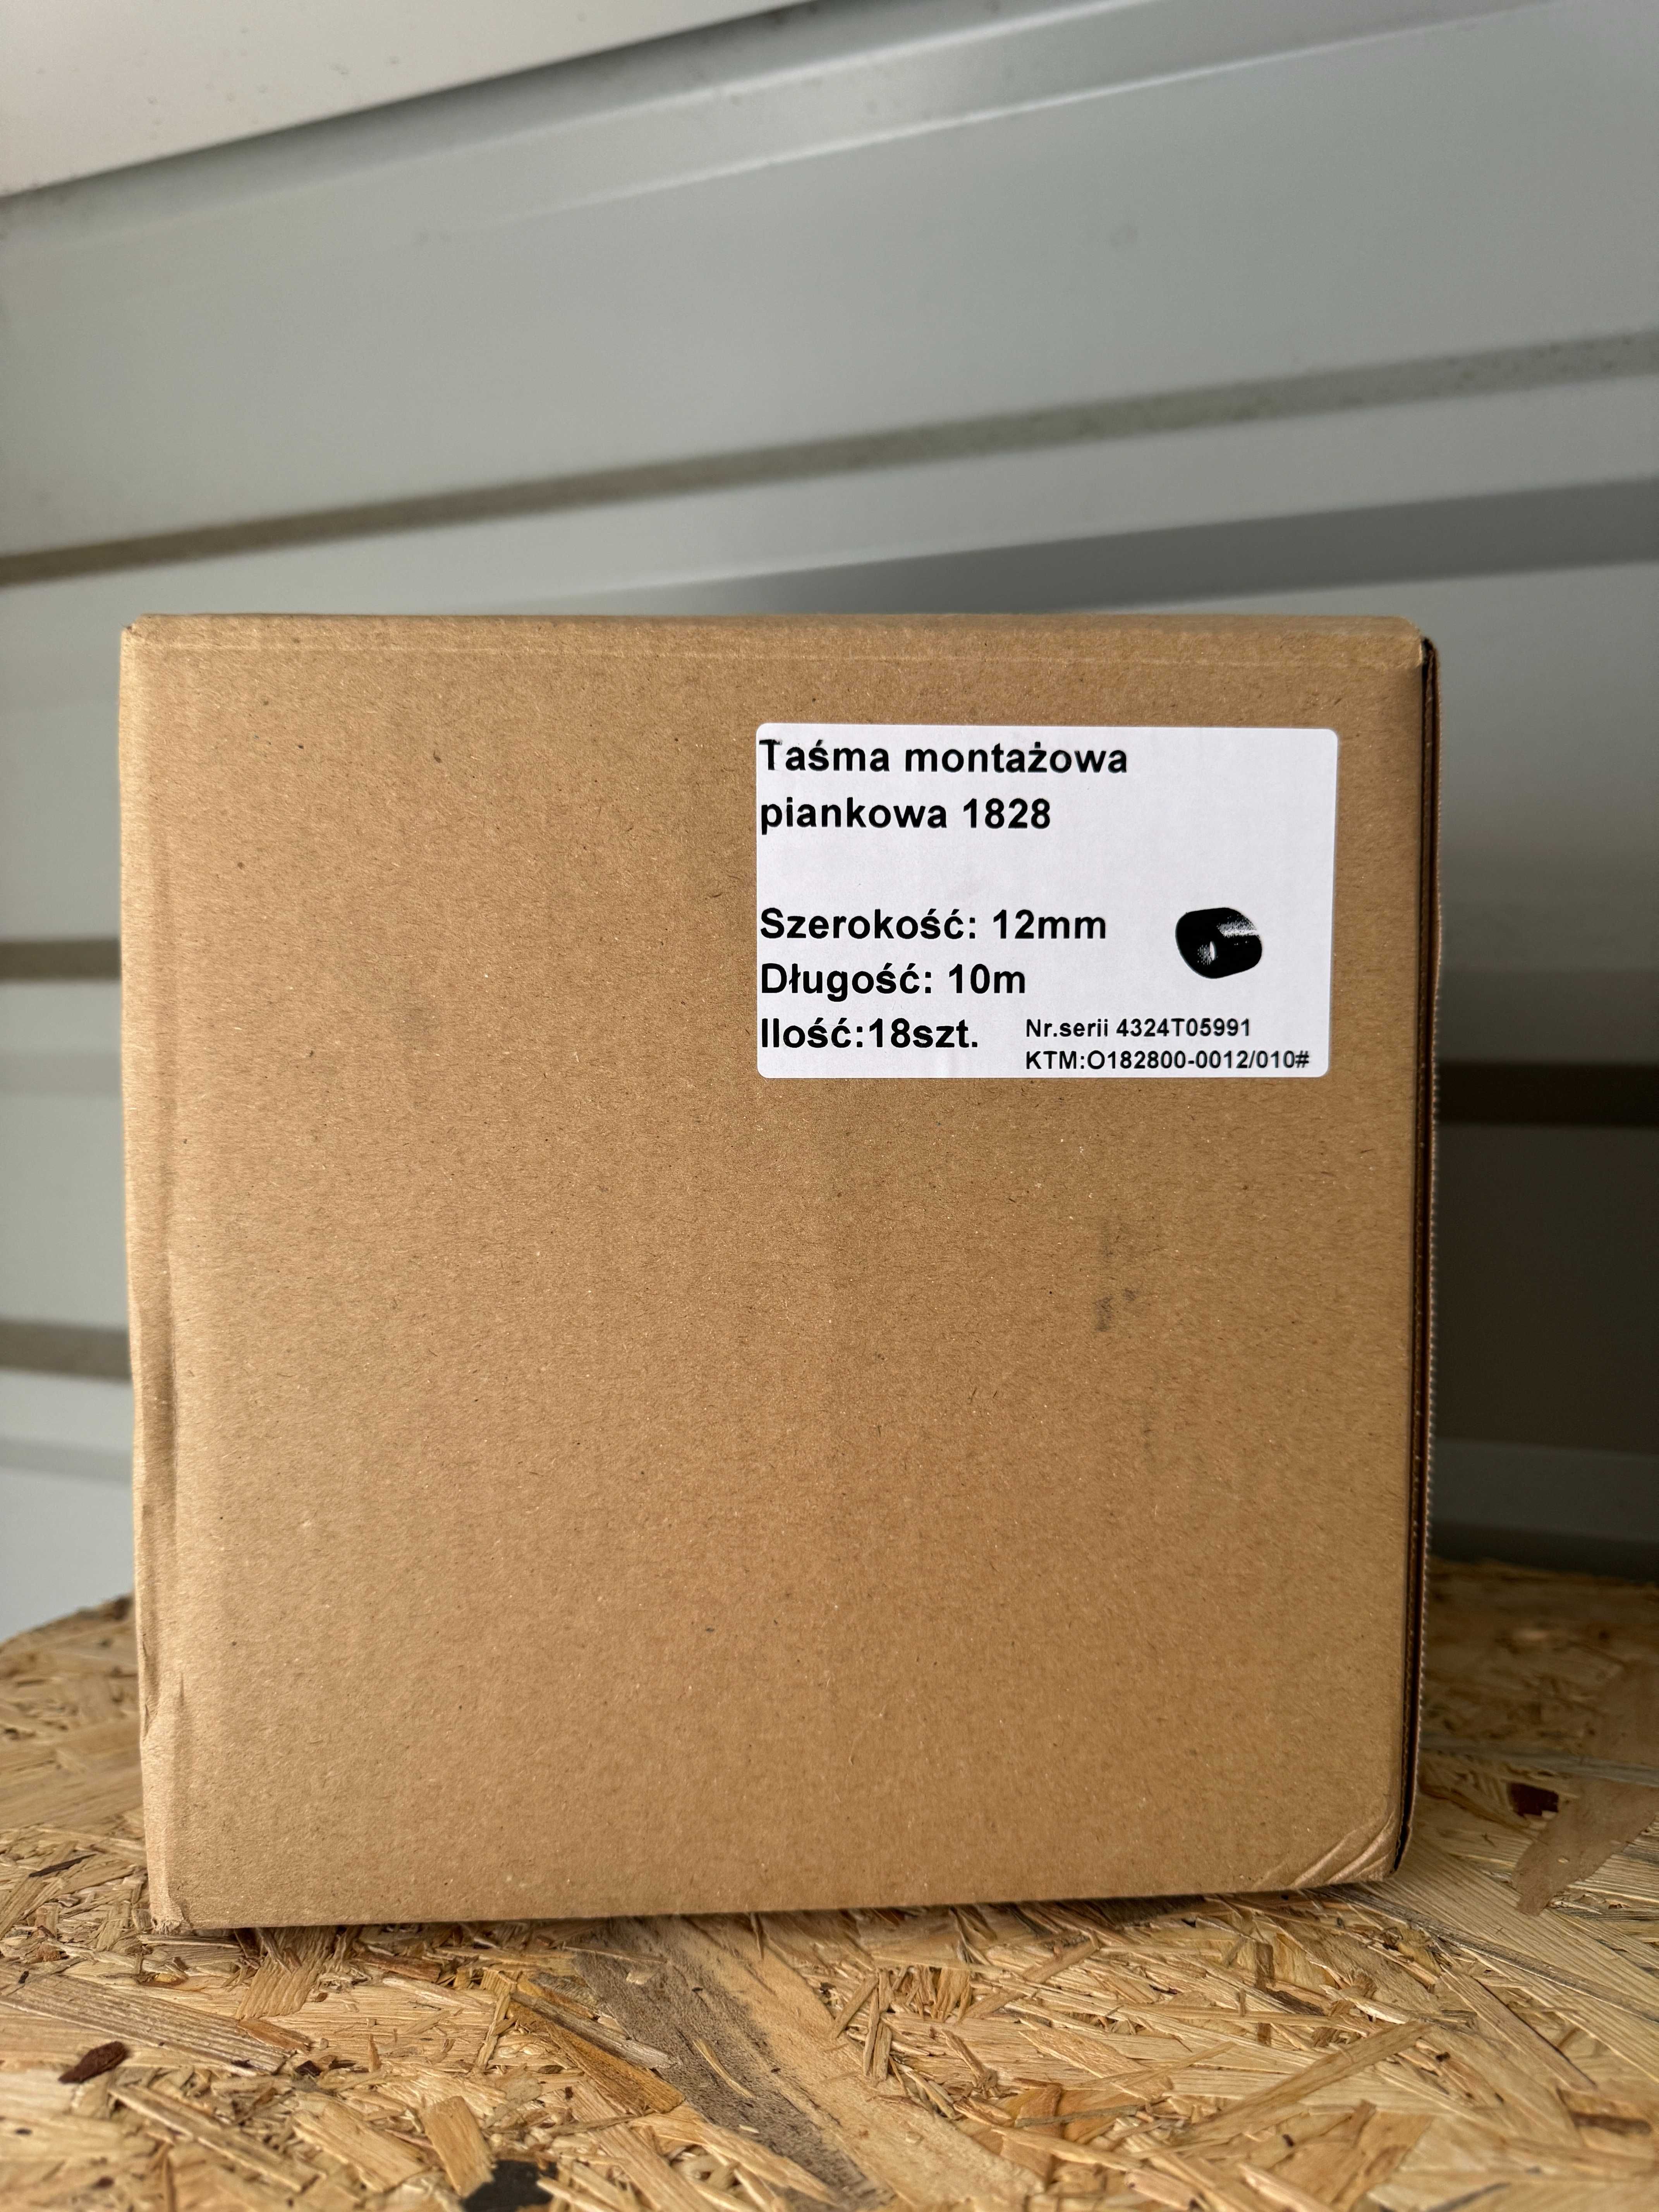 Taśma montażowa
piankowa 1828
Szerokość: 12mm
Długość: 10m
Ilość:18szt.
Nr.serii 4324T05991
KTM:O182800-0012/010#